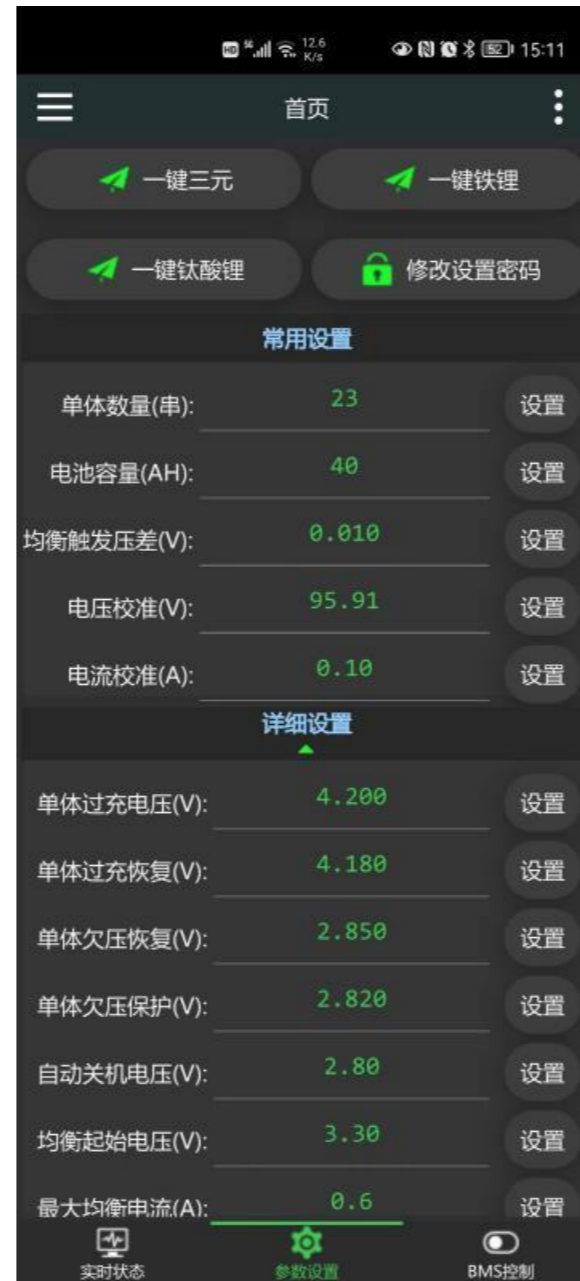 HD 5G 12.6 K/s 52 15:11
首页
一键三元 一键铁锂
一键钛酸锂 修改设置密码
常用设置
单体数量(串): 23 设置
电池容量(AH): 40 设置
均衡触发压差(V): 0.010 设置
电压校准(V): 95.91 设置
电流校准(A): 0.10 设置
详细设置
单体过充电压(V): 4.200 设置
单体过充恢复(V): 4.180 设置
单体欠压恢复(V): 2.850 设置
单体欠压保护(V): 2.820 设置
自动关机电压(V): 2.80 设置
均衡起始电压(V): 3.30 设置
最大均衡电流(A): 0.6 设置
实时状态 参数设置 BMS控制